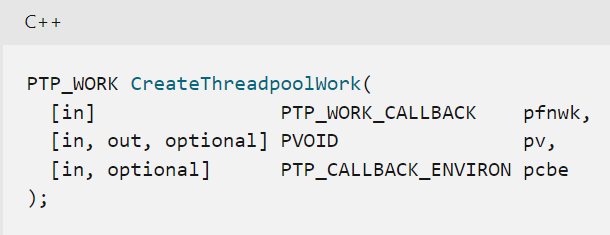 C++
PTP_WORK CreateThreadpoolWork(
  [in]                PTP_WORK_CALLBACK    pfnwk,
  [in, out, optional] PVOID                pv,
  [in, optional]      PTP_CALLBACK_ENVIRON pcbe
);